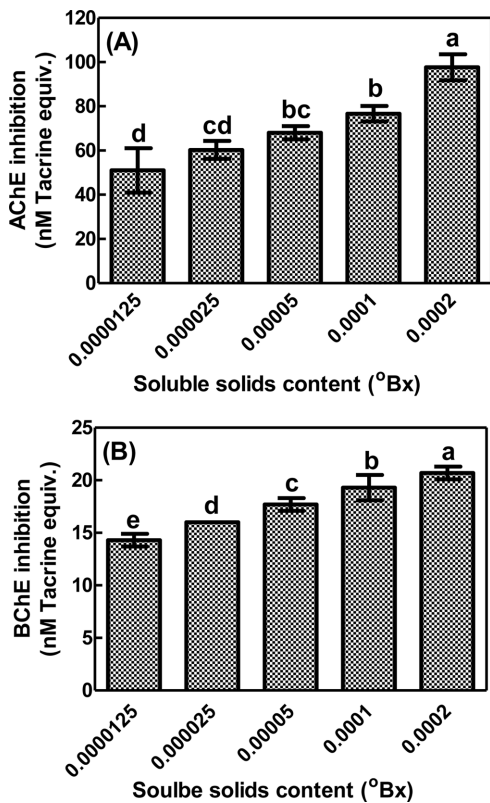 (A)
AChE inhibition
(nM Tacrine equiv.)
120
100
80
60
40
20
0
d
cd
bc
b
a
0.0000125
0.000025
0.00005
0.0001
0.0002
Soluble solids content (ºBx)
(B)
BChE inhibition
(nM Tacrine equiv.)
25
20
15
10
5
0
e
d
c
b
a
0.0000125
0.000025
0.00005
0.0001
0.0002
Soulbe solids content (ºBx)